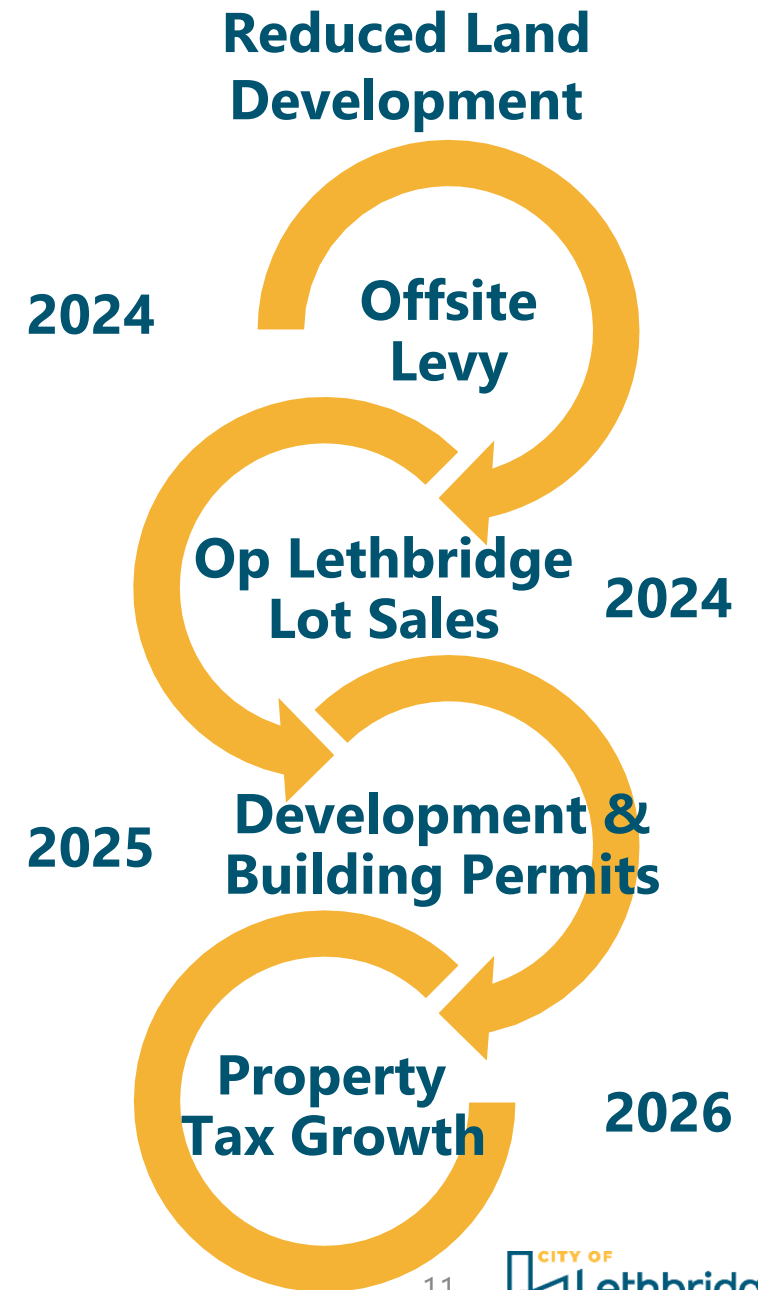 Reduced Land
Development
2024
Offsite
Levy
Op Lethbridge
Lot Sales
2024
2025
Development &
Building Permits
Property
Tax Growth
2026
11
CITY OF